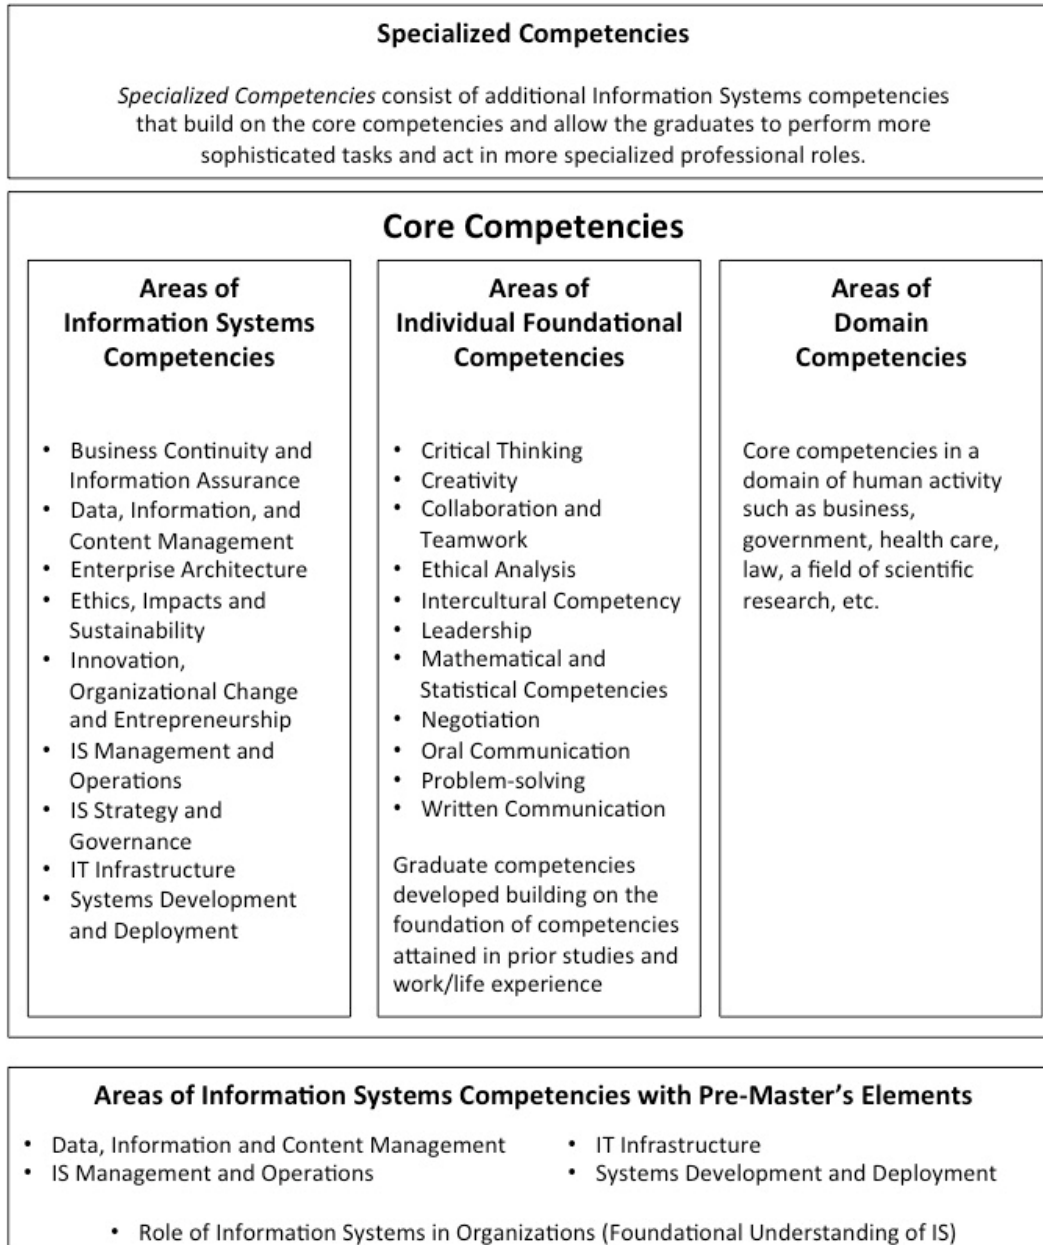 Specialized Competencies
Specialized Competencies consist of additional Information Systems competencies
that build on the core competencies and allow the graduates to perform more
sophisticated tasks and act in more specialized professional roles.
Core Competencies
Areas of
Information Systems
Competencies
• Business Continuity and
Information Assurance
• Data, Information, and
Content Management
• Enterprise Architecture
• Ethics, Impacts and
Sustainability
• Innovation,
Organizational Change
and Entrepreneurship
• IS Management and
Operations
• IS Strategy and
Governance
• IT Infrastructure
• Systems Development
and Deployment
Areas of
Individual Foundational
Competencies
• Critical Thinking
• Creativity
• Collaboration and
Teamwork
• Ethical Analysis
• Intercultural Competency
• Leadership
• Mathematical and
Statistical Competencies
• Negotiation
• Oral Communication
• Problem-solving
• Written Communication
Graduate competencies
developed building on the
foundation of competencies
attained in prior studies and
work/life experience
Areas of
Domain
Competencies
Core competencies in a
domain of human activity
such as business,
government, health care,
law, a field of scientific
research, etc.
Areas of Information Systems Competencies with Pre-Master's Elements
• Data, Information and Content Management
• IS Management and Operations
• IT Infrastructure
• Systems Development and Deployment
• Role of Information Systems in Organizations (Foundational Understanding of IS)